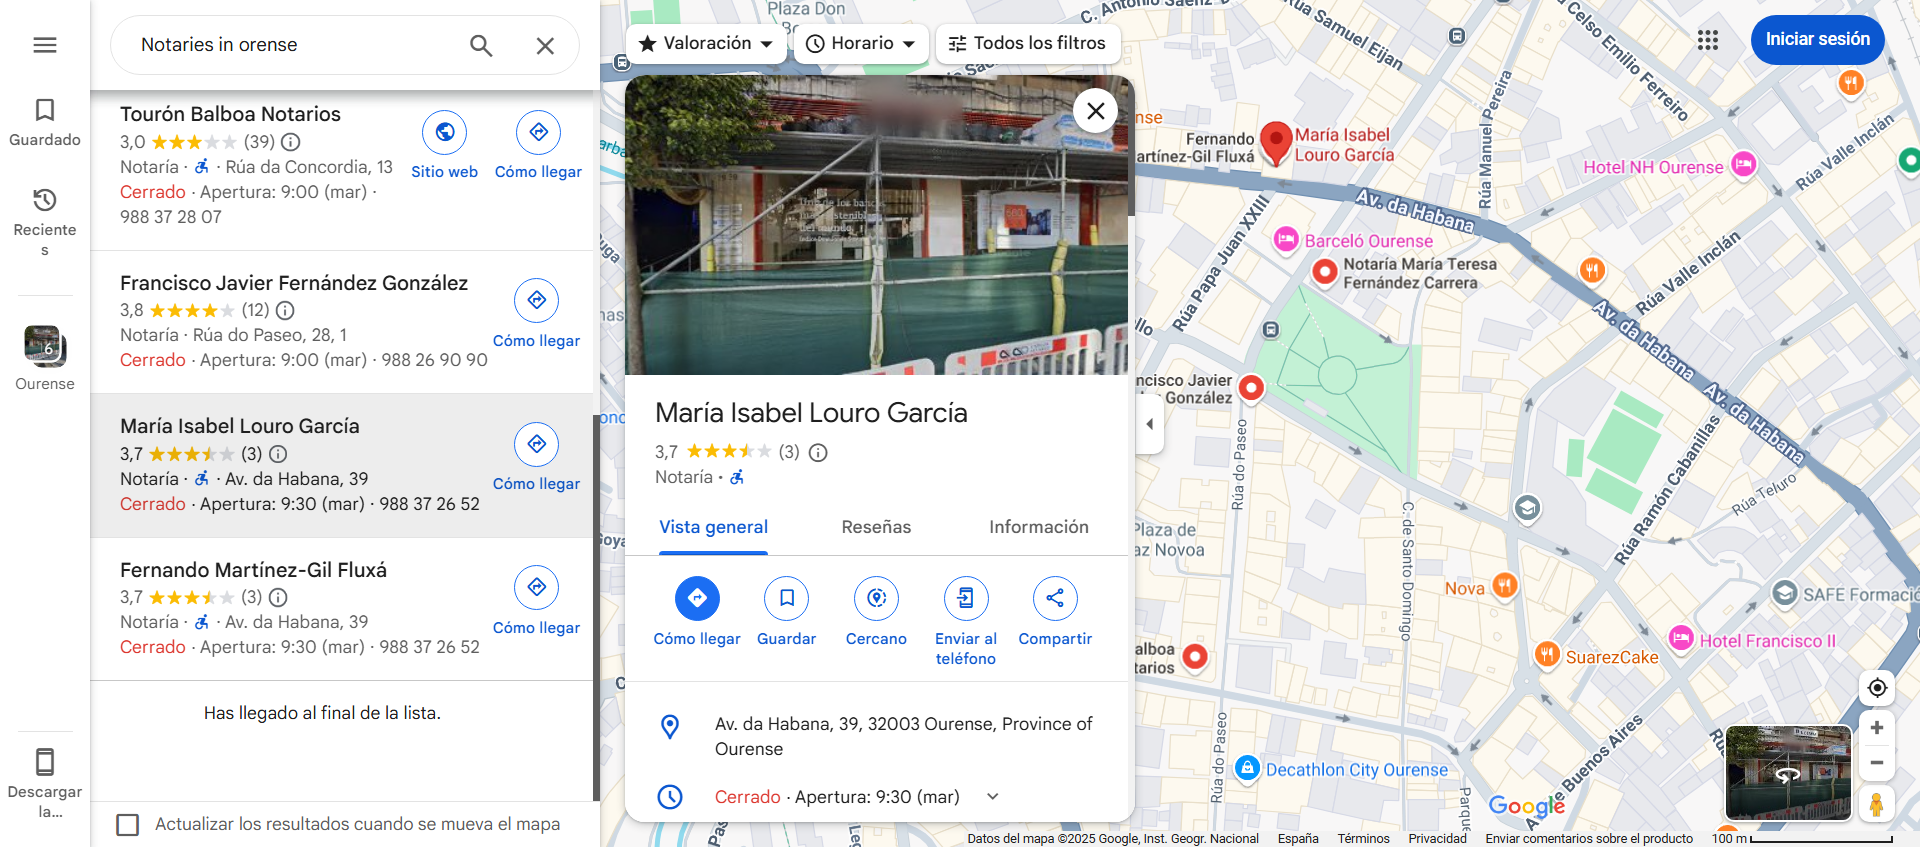 Notaries in orense
Guardado
Reciente
s
Ourense
Descargar
la...
Tourón Balboa Notarios
3,0 (39)
Notaría · · Rúa da Concordia, 13
Cerrado · Apertura: 9:00 (mar) ·
988 37 28 07
Sitio web
Cómo llegar
Francisco Javier Fernández González
3,8 (12)
Notaría · Rúa do Paseo, 28, 1
Cerrado · Apertura: 9:00 (mar) · 988 26 90 90
Cómo llegar
María Isabel Louro García
3,7 (3)
Notaría · · Av. da Habana, 39
Cerrado · Apertura: 9:30 (mar) · 988 37 26 52
Cómo llegar
Fernando Martínez-Gil Fluxá
3,7 (3)
Notaría · · Av. da Habana, 39
Cerrado · Apertura: 9:30 (mar) · 988 37 26 52
Cómo llegar
Has llegado al final de la lista.
Actualizar los resultados cuando se mueva el mapa
Valoración
Horario
Todos los filtros
María Isabel Louro García
3,7 (3)
Notaría ·
Vista general
Reseñas
Información
Cómo llegar
Guardar
Cercano
Enviar al
teléfono
Compartir
Av. da Habana, 39, 32003 Ourense, Province of
Ourense
Cerrado · Apertura: 9:30 (mar)
Iniciar sesión
Plaza Don
C. Antonio Sáenz D
Rúa Samuel Eijan
Celso Emilio Ferreiro
Rúa Manuel Pereira
Rúa Valle Inclán
Fernando
artínez-Gil Fluxá
María Isabel
Louro García
Hotel NH Ourense
Rúa Papa Juan XXIII
Av. da Habana
Barceló Ourense
Notaría María Teresa
Fernández Carrera
Rúa Valle Inclán
Av. da Habana
Av. da Habana
ncisco Javier
González
Rúa do Paseo
Rúa Ramón Cabanillas
Rúa Teluro
Plaza de
az Novoa
C. de Santo Domingo
Nova
SAFE Formació
Hotel Francisco II
SuarezCake
alboa
tarios
Rúa do Paseo
Decathlon City Ourense
de Buenos Aires
Parque
Google
Datos del mapa ©2025 Google, Inst. Geogr. Nacional
España
Términos
Privacidad
Enviar comentarios sobre el producto
100 m